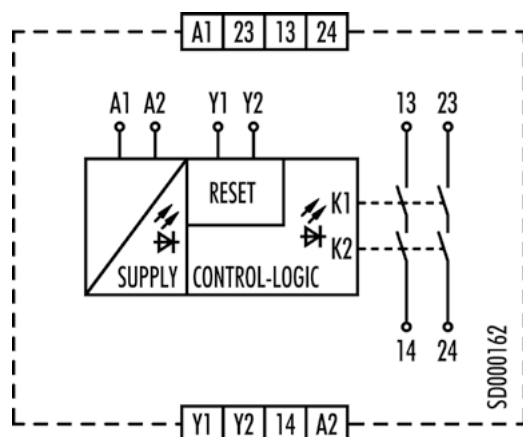 A1 23 13 24
A1 A2 Y1 Y2 13 23
RESET
K1
K2
SUPPLY CONTROL-LOGIC
14 24
SD000162
Y1 Y2 14 A2